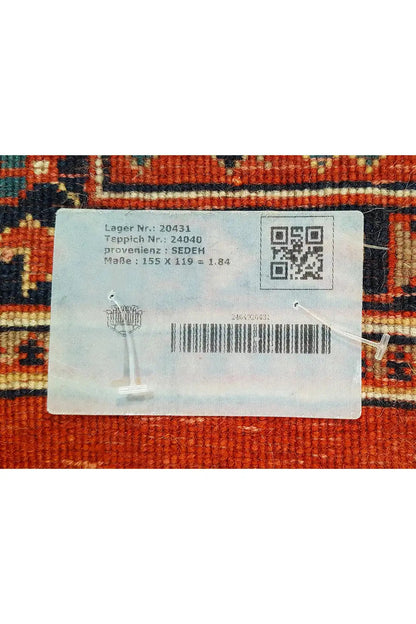 Lager Nr.: 20431
Teppich Nr.: 24040
provenienz : SEDEH
Maße : 155 X 119 = 1.84